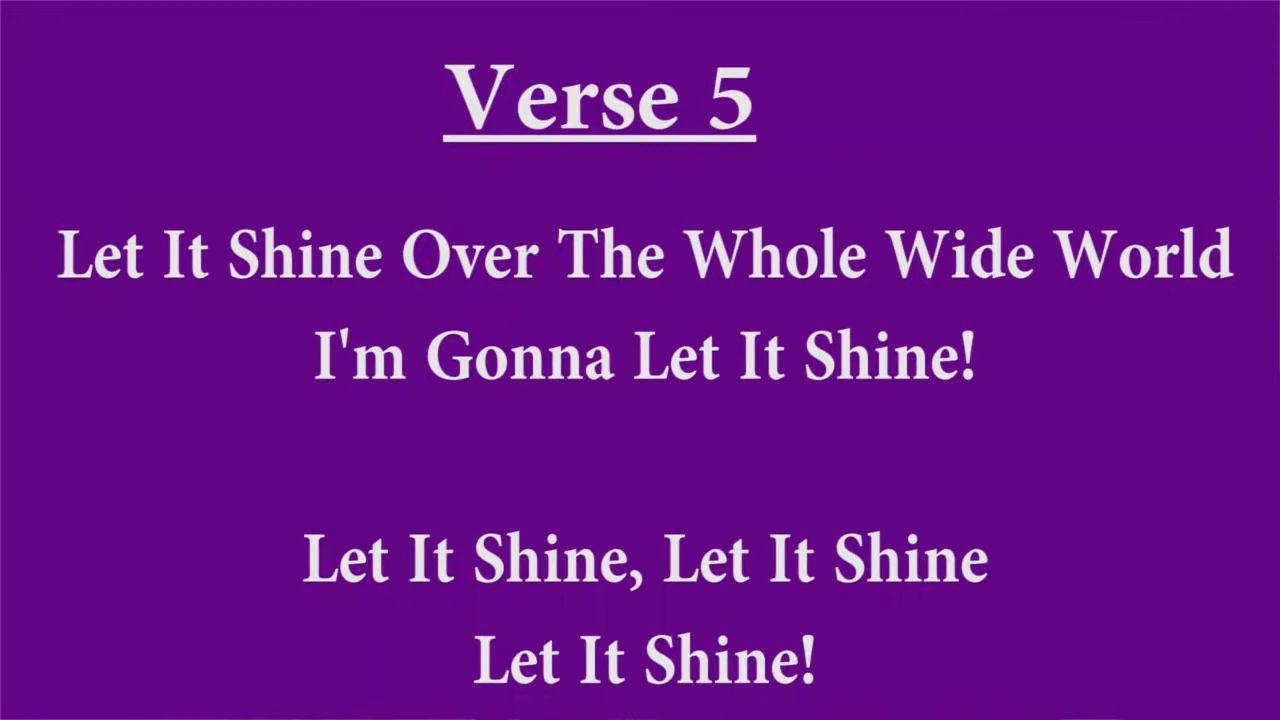 Verse 5
Let It Shine Over The Whole Wide World
I'm Gonna Let It Shine!
Let It Shine, Let It Shine
Let It Shine!